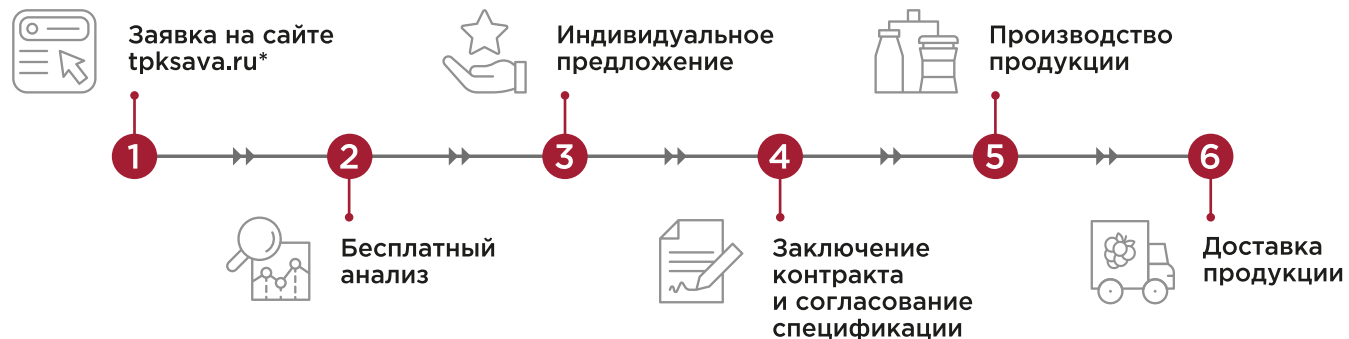 Заявка на сайте
tpksava.ru*
Индивидуальное
предложение
Производство
продукции
1
2
3
4
5
6
Бесплатный
анализ
Заключение
контракта
и согласование
спецификации
Доставка
продукции